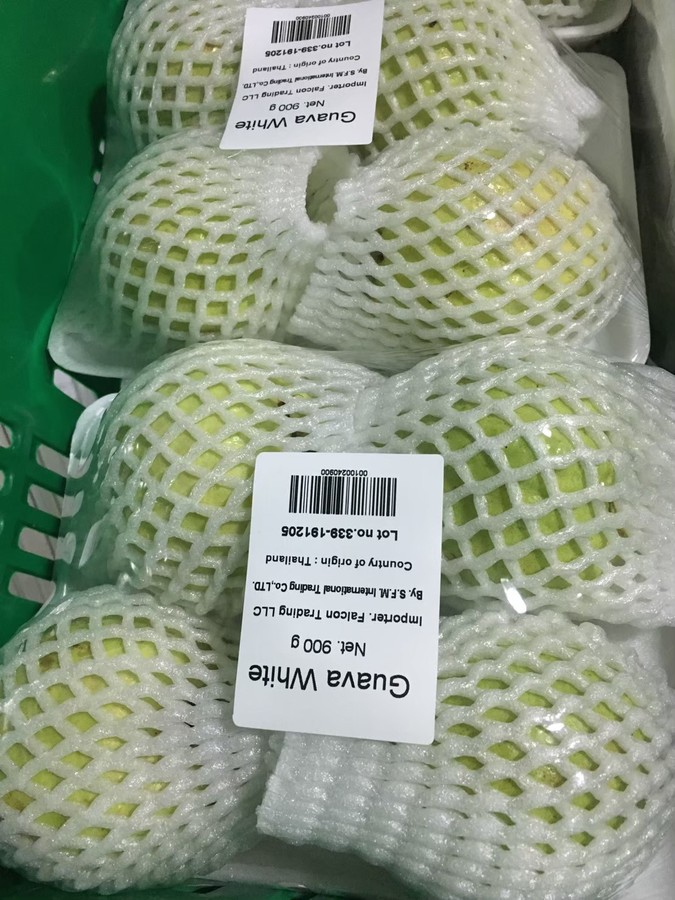 Guava White
Net. 900 g
Importer. Falcon Trading LLC
By. S.F.M. International Trading Co.,LTD.
Country of origin : Thailand
Lot no.339-191205
00100240900
Guava White
Net. 900 g
Importer. Falcon Trading LLC
By. S.F.M. International Trading Co.,LTD.
Country of origin : Thailand
Lot no.339-191205
00100240900